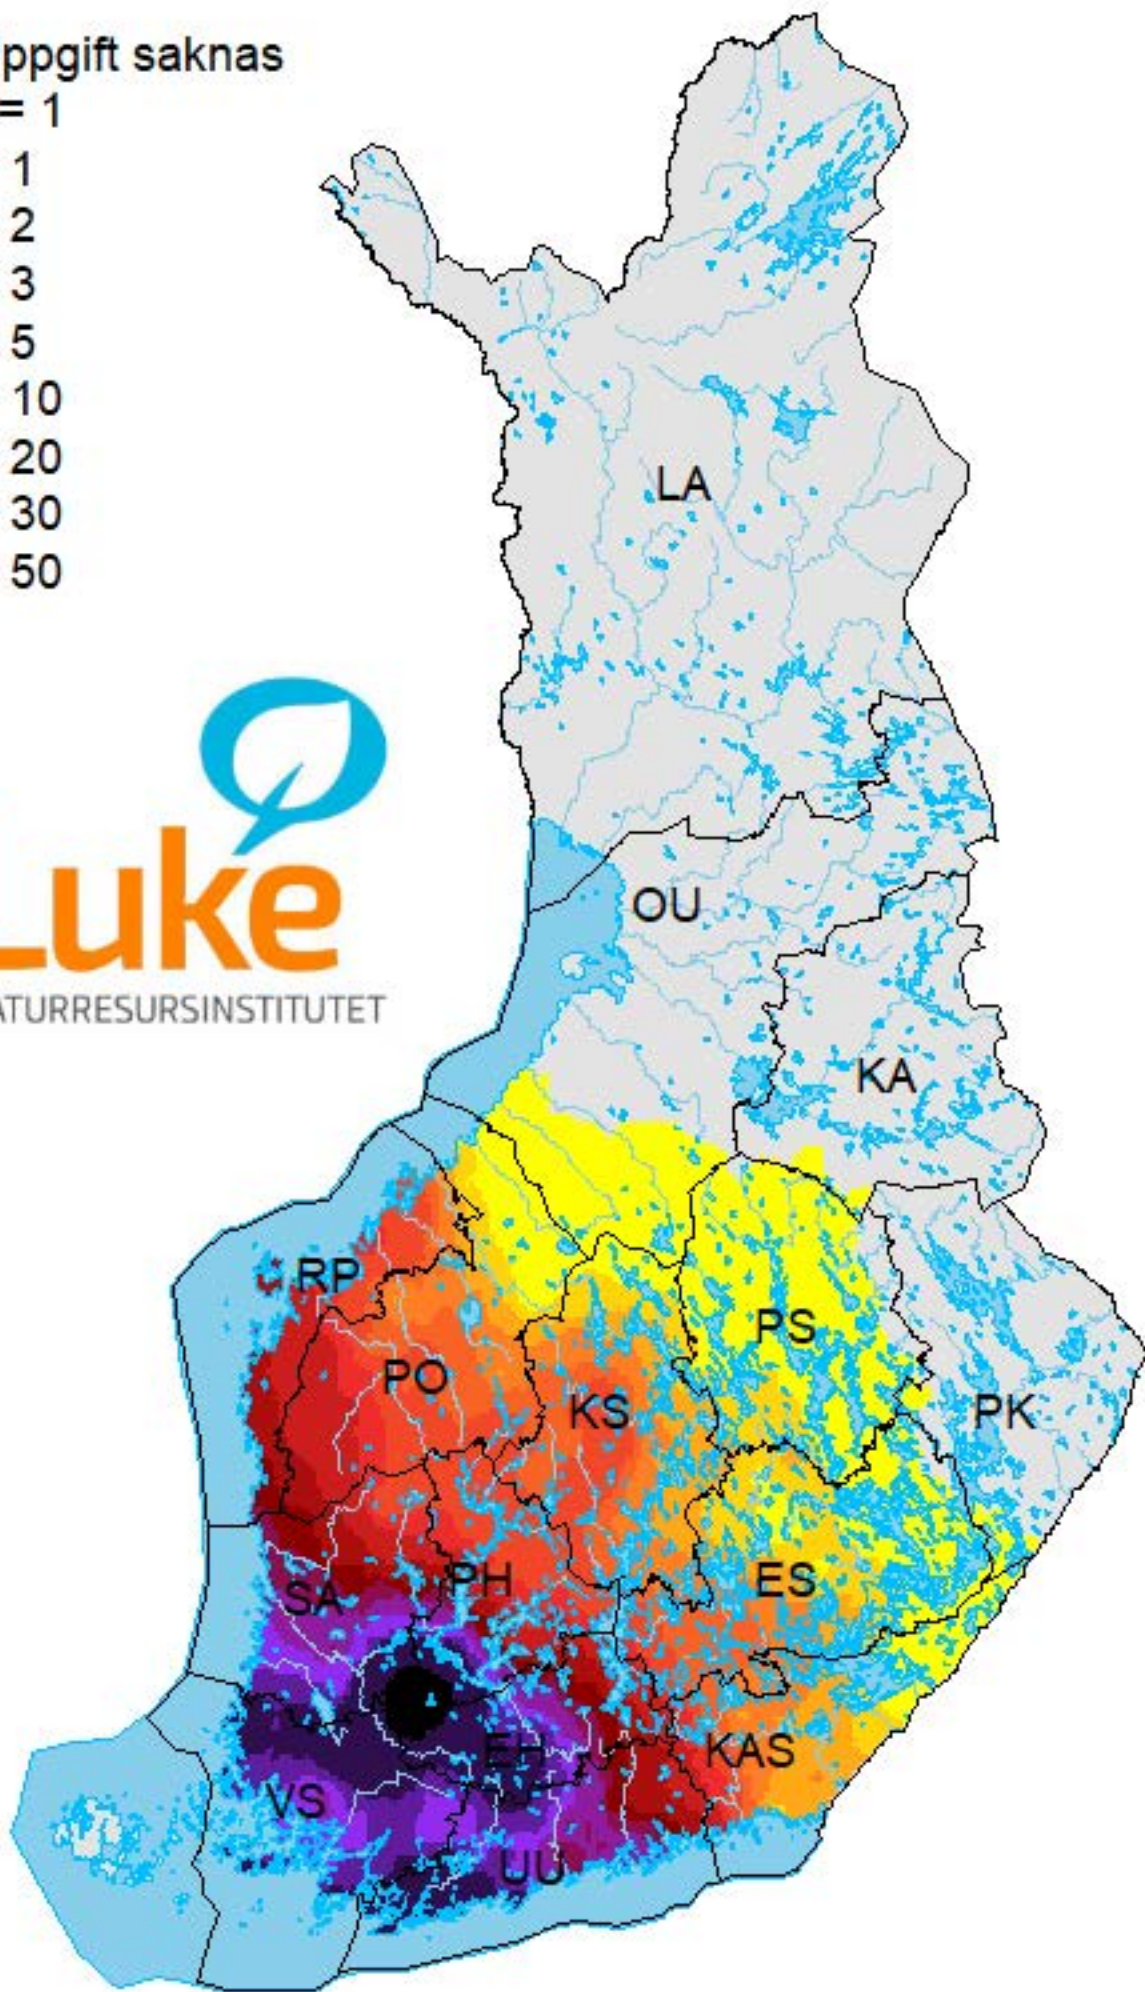 ppgift saknas
= 1
1
2
3
5
10
20
30
50
LA
Luke
OU
ATURRESURSINSTITUTET
KA
RP
PS
PO
KS
PK
PH
ES
SA
EH
KAS
VS
UU